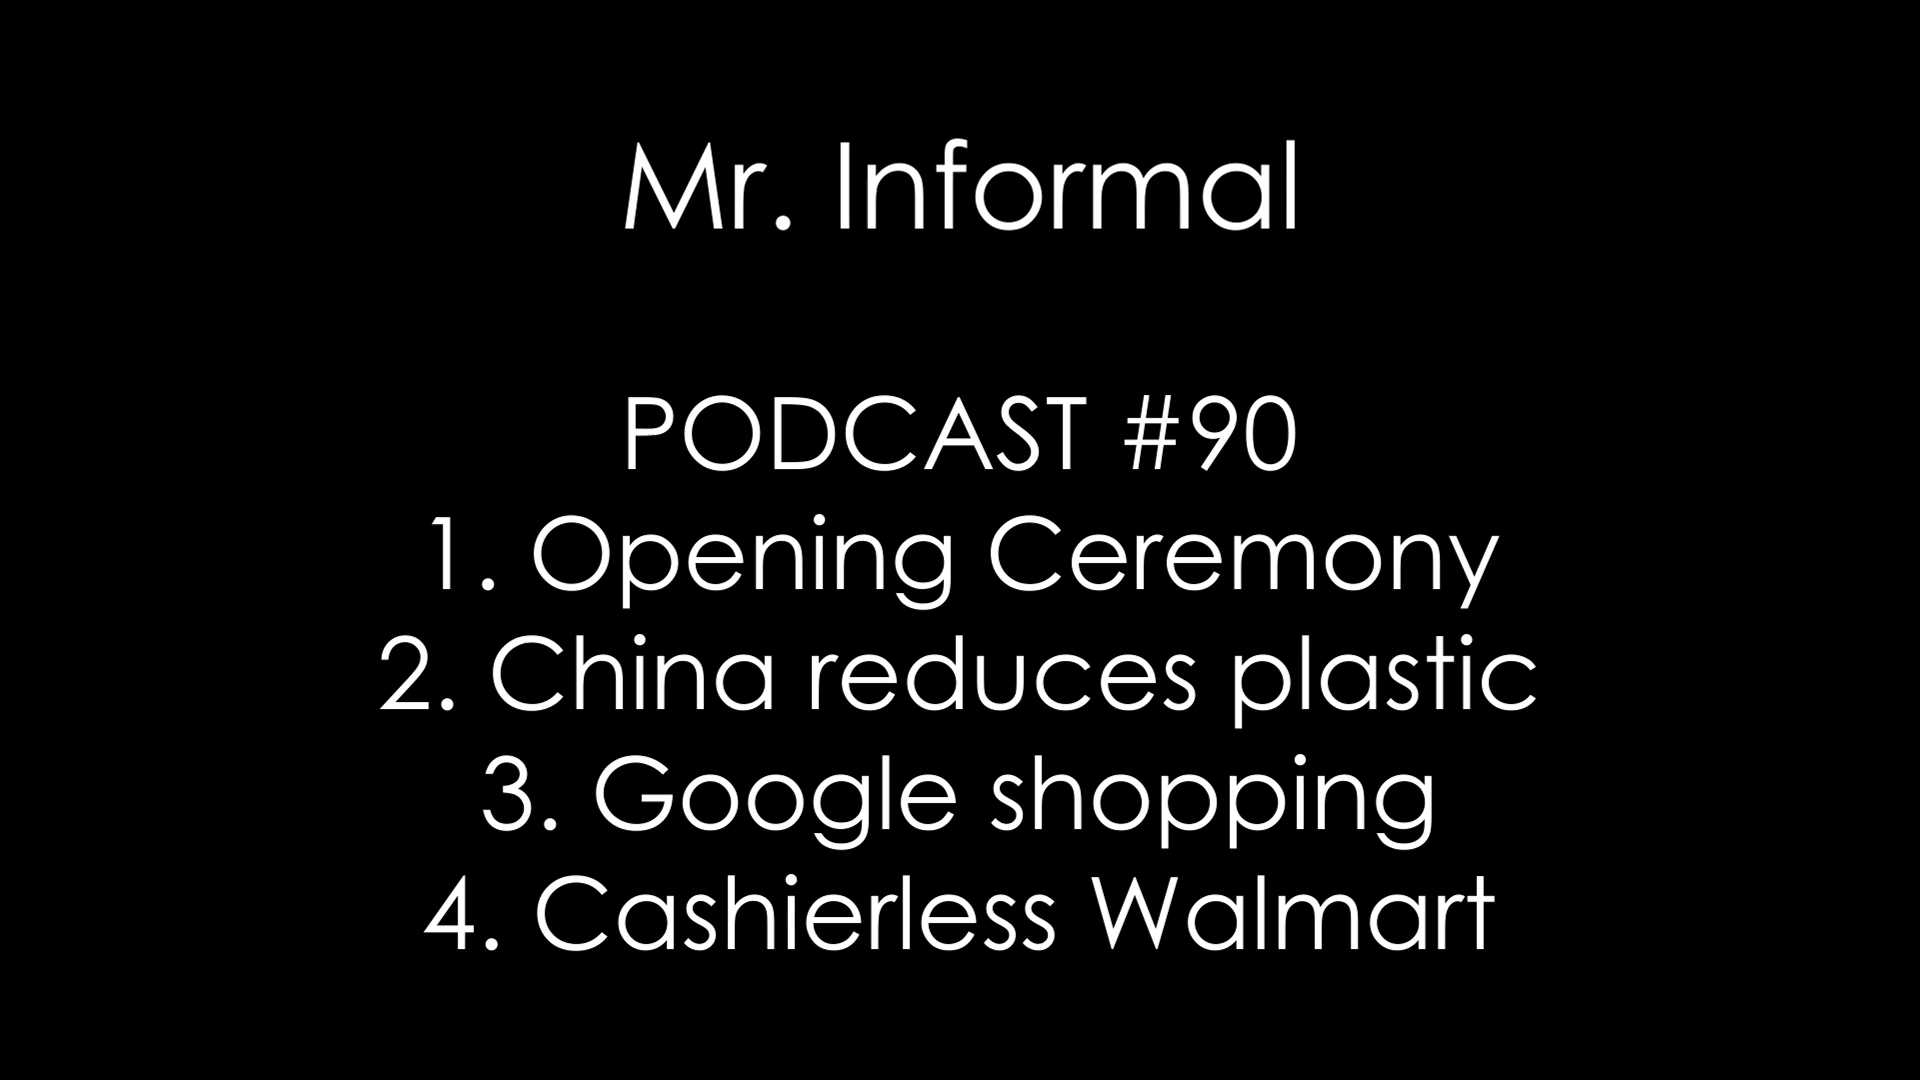 Mr. Informal
PODCAST #90
1. Opening Ceremony
2. China reduces plastic
3. Google shopping
4. Cashierless Walmart